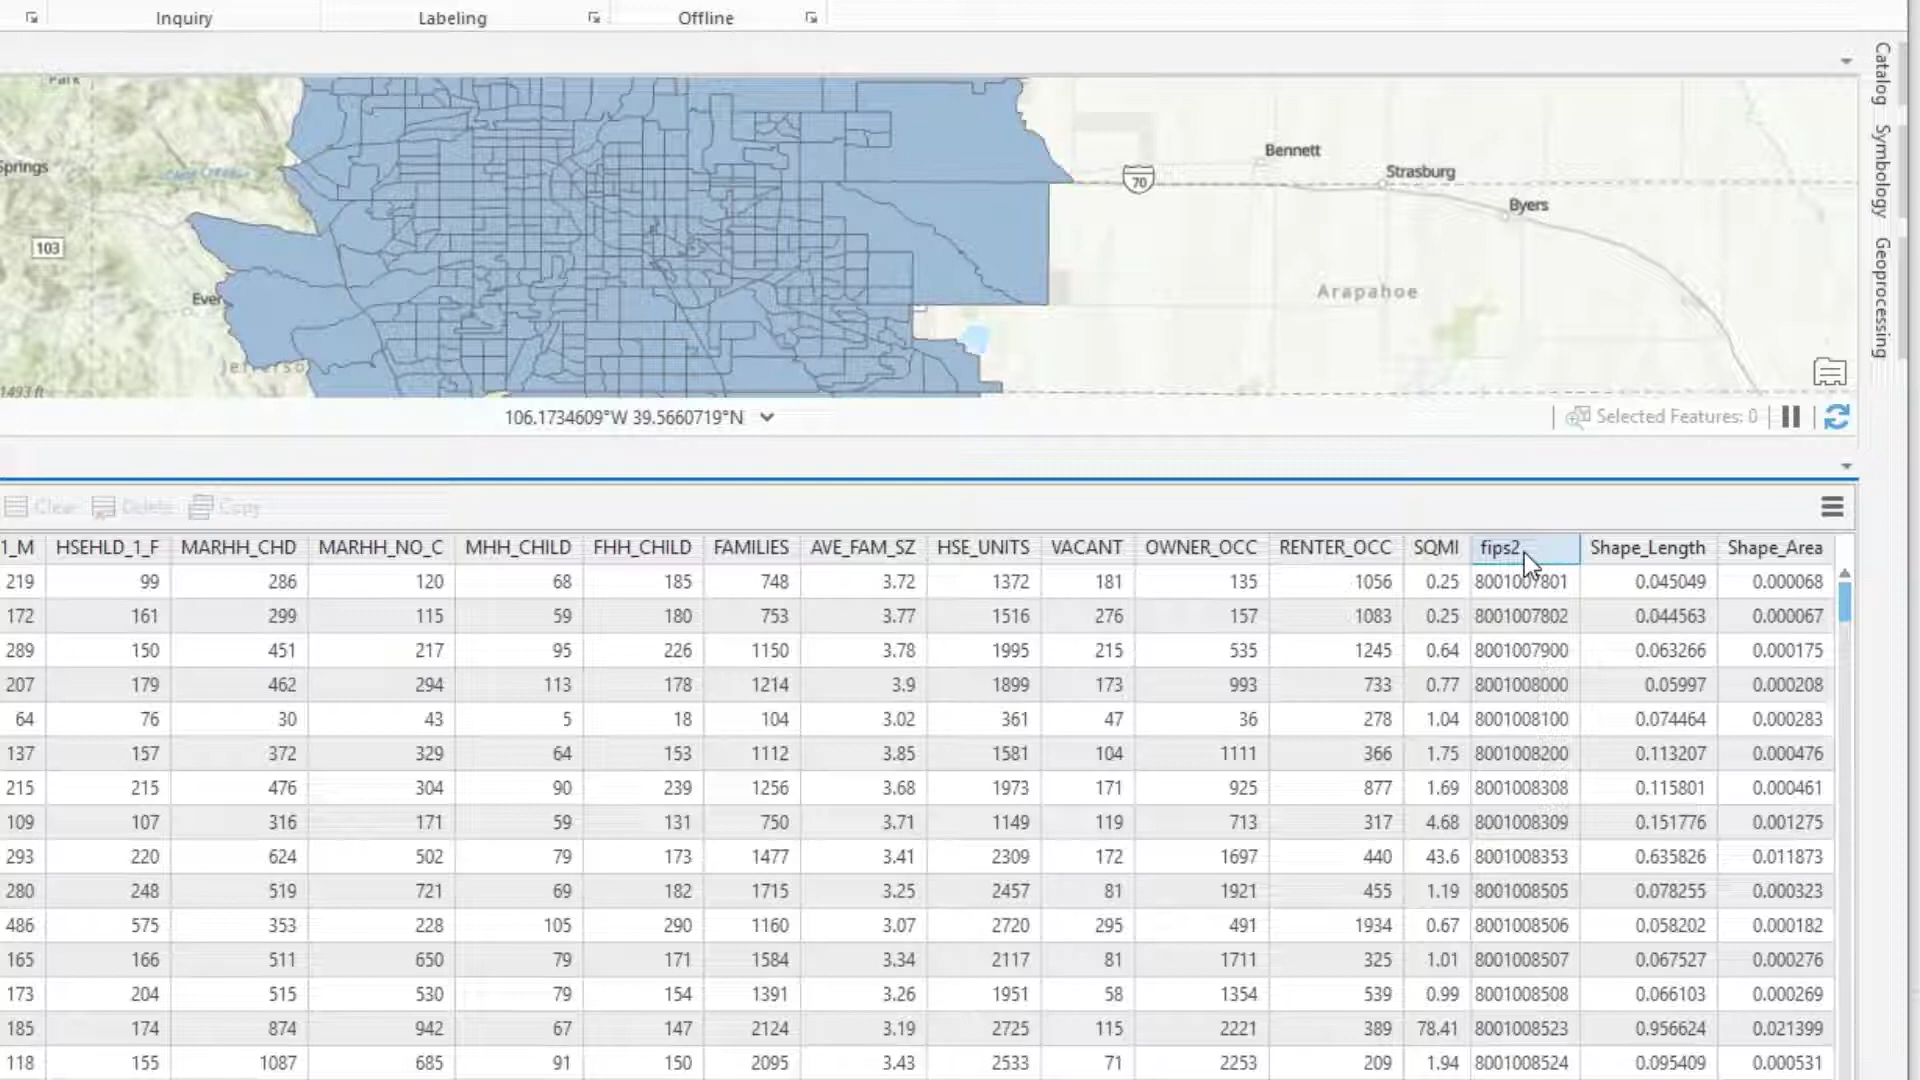 Inquiry Labeling Offline
Park
Springs
103
Ever
Jefferso
1493 ft
70
Bennett
Strasburg
Byers
Arapahoe
Catalog
Symbology
Geoprocessing
106.1734609°W 39.5660719°N
Selected Features: 0
Clear Delete Copy
1_M HSEHLD_1_F MARHH_CHD MARHH_NO_C MHH_CHILD FHH_CHILD FAMILIES AVE_FAM_SZ HSE_UNITS VACANT OWNER_OCC RENTER_OCC SQMI fips2 Shape_Length Shape_Area
219 99 286 120 68 185 748 3.72 1372 181 135 1056 0.25 8001007801 0.045049 0.000068
172 161 299 115 59 180 753 3.77 1516 276 157 1083 0.25 8001007802 0.044563 0.000067
289 150 451 217 95 226 1150 3.78 1995 215 535 1245 0.64 8001007900 0.063266 0.000175
207 179 462 294 113 178 1214 3.9 1899 173 993 733 0.77 8001008000 0.05997 0.000208
64 76 30 43 5 18 104 3.02 361 47 36 278 1.04 8001008100 0.074464 0.000283
137 157 372 329 64 153 1112 3.85 1581 104 1111 366 1.75 8001008200 0.113207 0.000476
215 215 476 304 90 239 1256 3.68 1973 171 925 877 1.69 8001008308 0.115801 0.000461
109 107 316 171 59 131 750 3.71 1149 119 713 317 4.68 8001008309 0.151776 0.001275
293 220 624 502 79 173 1477 3.41 2309 172 1697 440 43.6 8001008353 0.635826 0.011873
280 248 519 721 69 182 1715 3.25 2457 81 1921 455 1.19 8001008505 0.078255 0.000323
486 575 353 228 105 290 1160 3.07 2720 295 491 1934 0.67 8001008506 0.058202 0.000182
165 166 511 650 79 171 1584 3.34 2117 81 1711 325 1.01 8001008507 0.067527 0.000276
173 204 515 530 79 154 1391 3.26 1951 58 1354 539 0.99 8001008508 0.066103 0.000269
185 174 874 942 67 147 2124 3.19 2725 115 2221 389 78.41 8001008523 0.956624 0.021399
118 155 1087 685 91 150 2095 3.43 2533 71 2253 209 1.94 8001008524 0.095409 0.000531